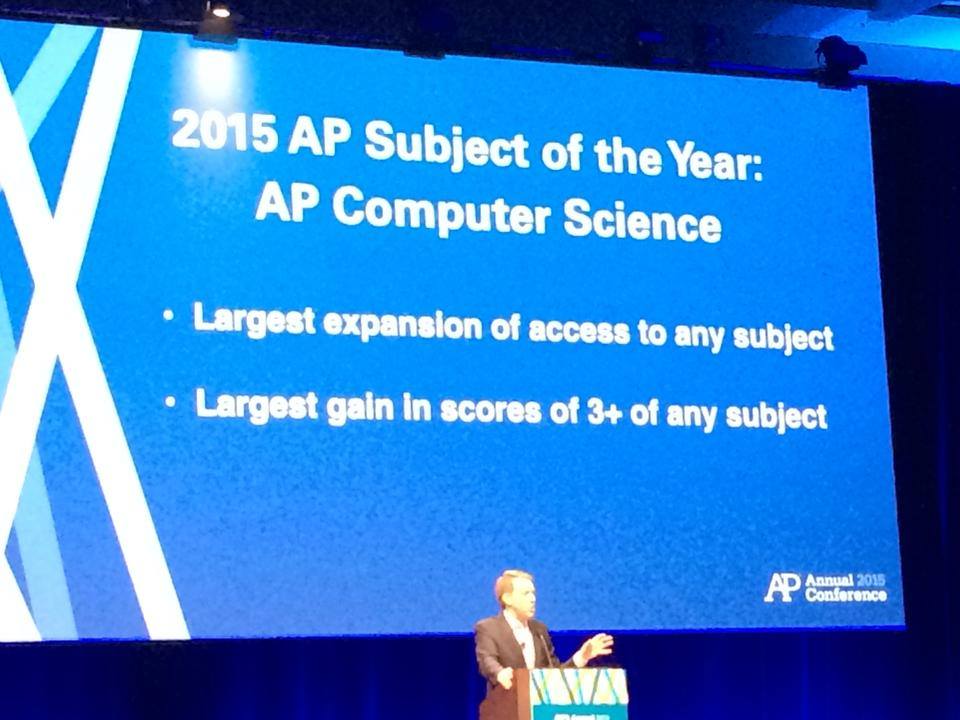 2015 AP Subject of the Year:
AP Computer Science
• Largest expansion of access to any subject
• Largest gain in scores of 3+ of any subject
AP Annual 2015
Conference